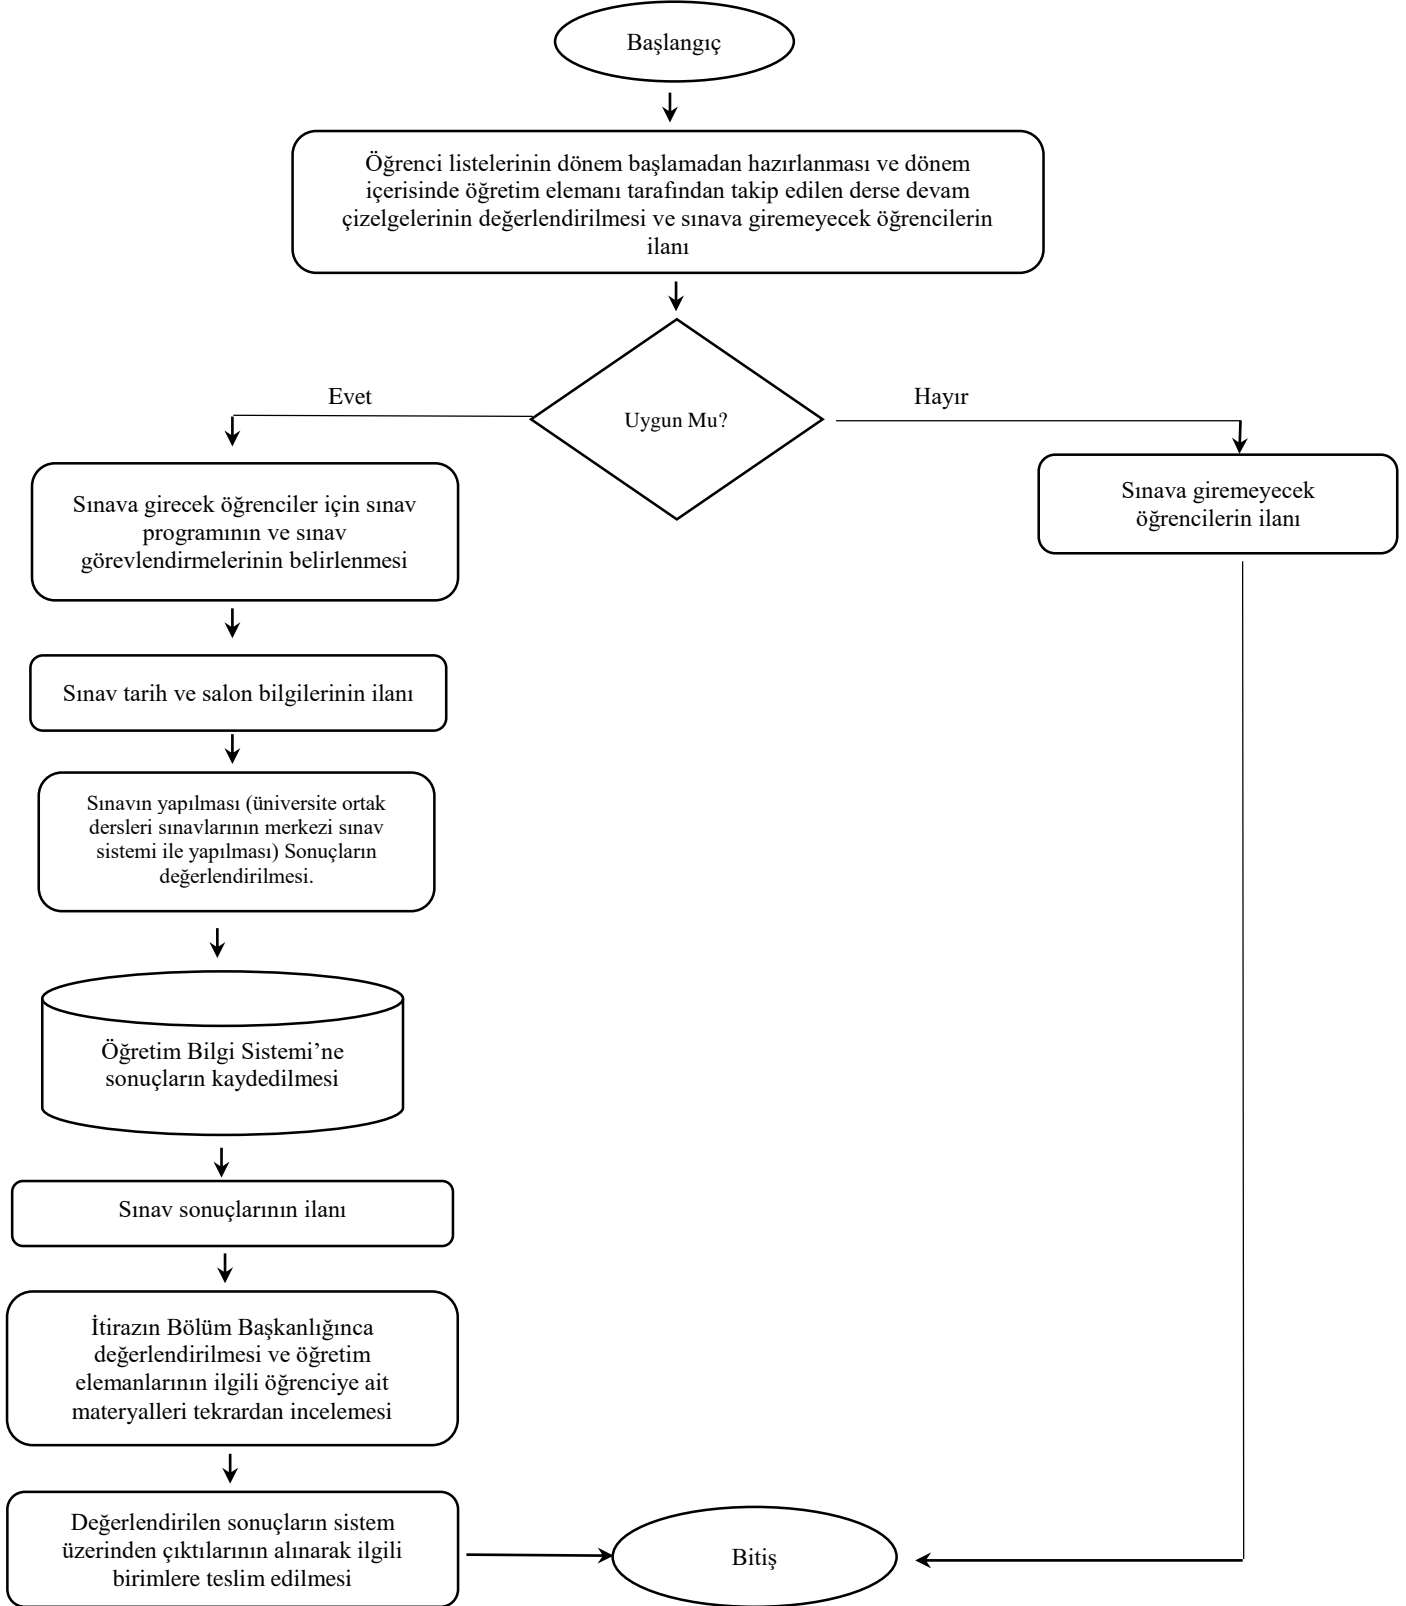 Başlangıç
Öğrenci listelerinin dönem başlamadan hazırlanması ve dönem
içerisinde öğretim elemanı tarafından takip edilen derse devam
çizelgelerinin değerlendirilmesi ve sınava giremeyecek öğrencilerin
ilanı
Evet
Hayır
Uygun Mu?
Sınava girecek öğrenciler için sınav
programının ve sınav
görevlendirmelerinin belirlenmesi
Sınava giremeyecek
öğrencilerin ilanı
Sınav tarih ve salon bilgilerinin ilanı
Sınavın yapılması (üniversite ortak
dersleri sınavlarının merkezi sınav
sistemi ile yapılması) Sonuçların
değerlendirilmesi.
Öğretim Bilgi Sistemi’ne
sonuçların kaydedilmesi
Sınav sonuçlarının ilanı
İtirazın Bölüm Başkanlığınca
değerlendirilmesi ve öğretim
elemanlarının ilgili öğrenciye ait
materyalleri tekrardan incelemesi
Değerlendirilen sonuçların sistem
üzerinden çıktılarının alınarak ilgili
birimlere teslim edilmesi
Bitiş